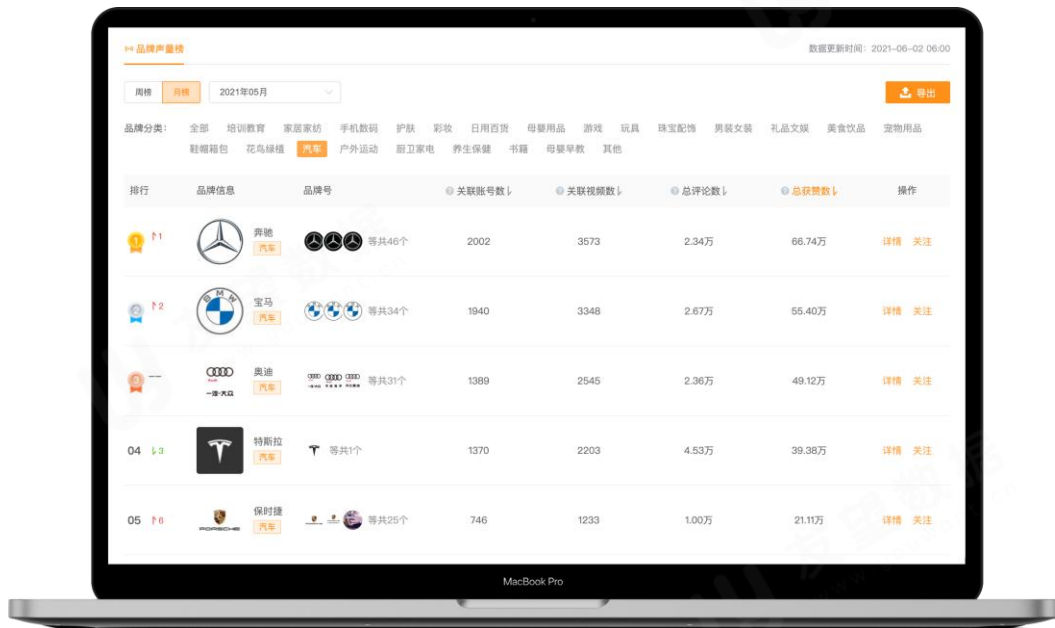 品牌声量榜 数据更新时间：2021-06-02 06:00
周榜 月榜 2021年05月 导出
品牌分类： 全部 培训教育 家居家纺 手机数码 护肤 彩妆 日用百货 母婴用品 游戏 玩具 珠宝配饰 男装女装 礼品文娱 美食饮品 宠物用品
鞋帽箱包 花鸟绿植 汽车 户外运动 厨卫家电 养生保健 书籍 母婴早教 其他
排行 品牌信息 品牌号 关联账号数 关联视频数 总评论数 总获赞数 操作
1 1 BMW 奔驰 汽车 等共46个 2002 3573 2.34万 66.74万 详情 关注
2 2 宝马 汽车 等共34个 1940 3348 2.67万 55.40万 详情 关注
3 奥迪 一汽-大众 汽车 等共31个 1389 2545 2.36万 49.12万 详情 关注
04 3 特斯拉 汽车 等共1个 1370 2203 4.53万 39.38万 详情 关注
05 6 PORSCHE 保时捷 汽车 等共25个 746 1233 1.00万 21.11万 详情 关注
MacBook Pro
友望数据